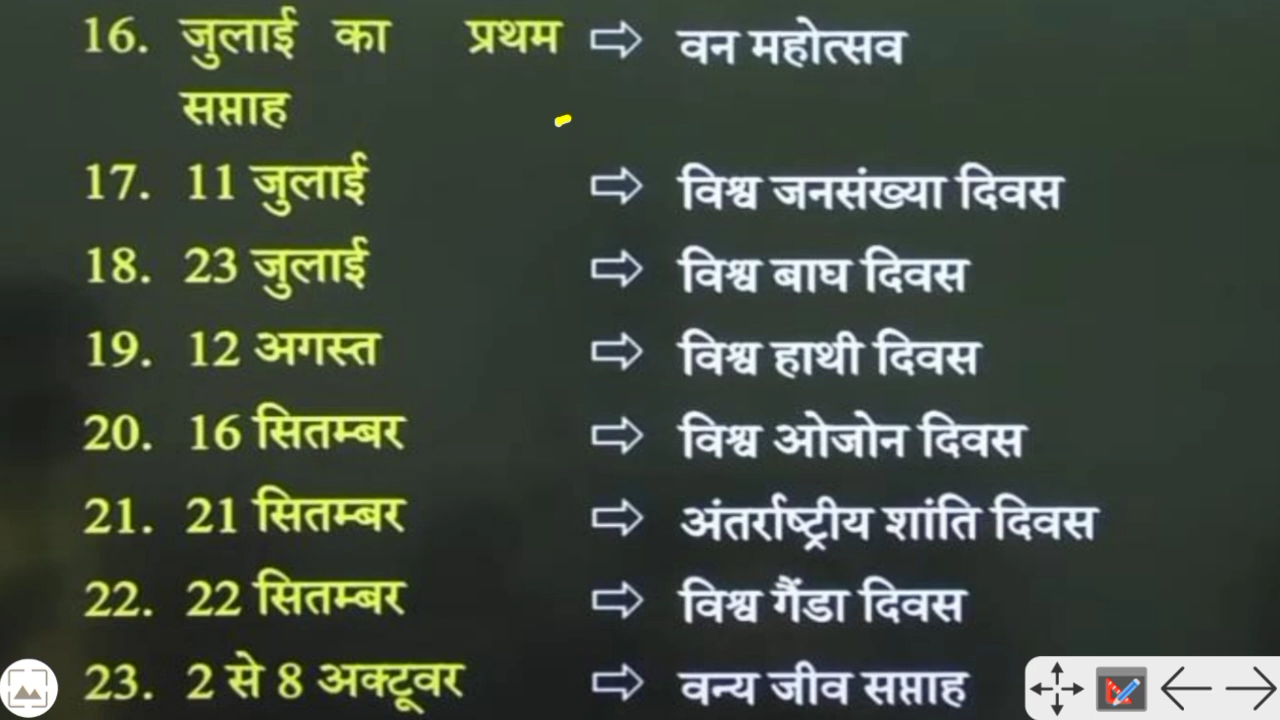 16. जुलाई का प्रथम ⇨ वन महोत्सव
सप्ताह
17. 11 जुलाई ⇨ विश्व जनसंख्या दिवस
18. 23 जुलाई ⇨ विश्व बाघ दिवस
19. 12 अगस्त ⇨ विश्व हाथी दिवस
20. 16 सितम्बर ⇨ विश्व ओजोन दिवस
21. 21 सितम्बर ⇨ अंतर्राष्ट्रीय शांति दिवस
22. 22 सितम्बर ⇨ विश्व गैंडा दिवस
23. 2 से 8 अक्टूवर ⇨ वन्य जीव सप्ताह